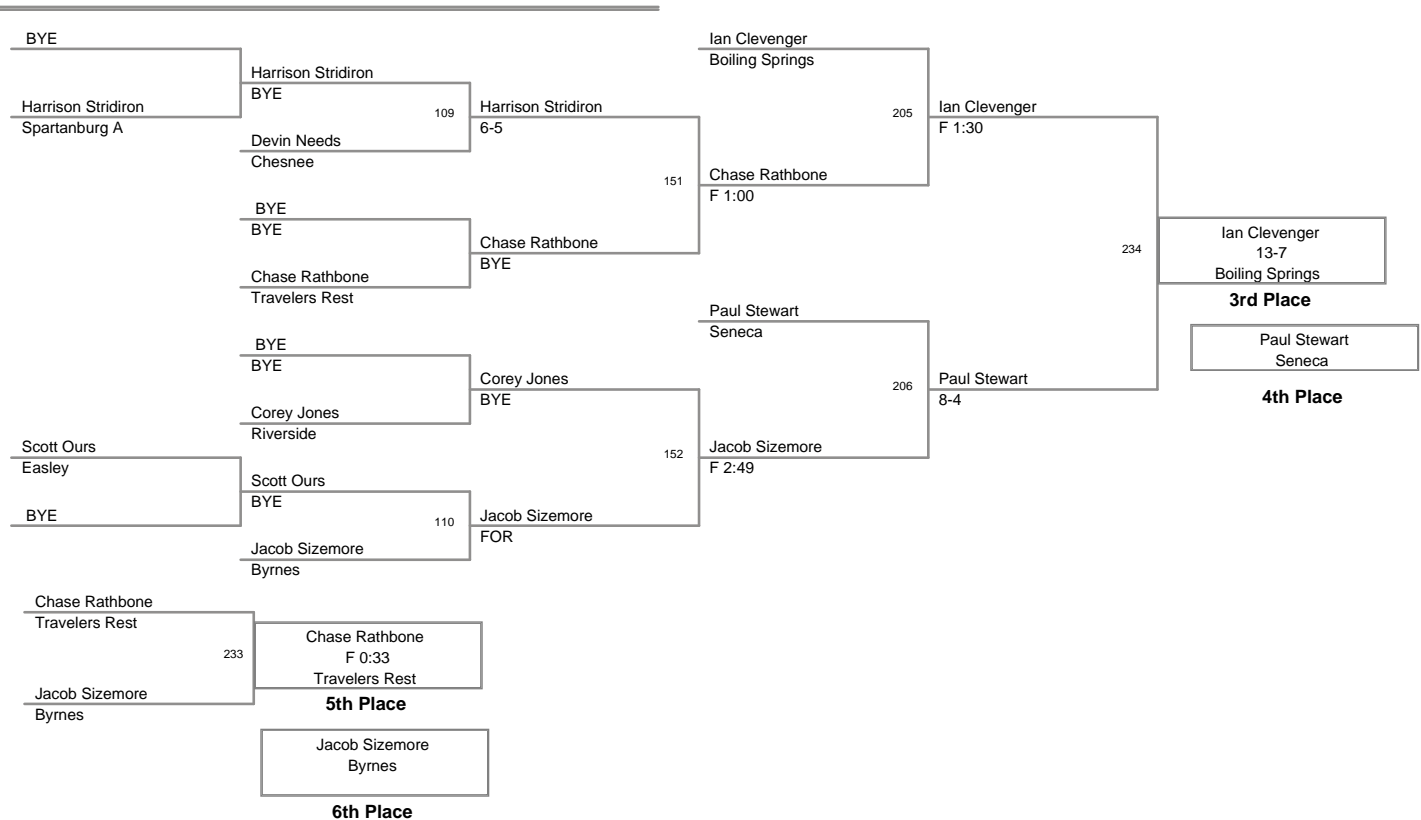 BYE
Harrison Stridiron
Spartanburg A
Harrison Stridiron
BYE
109
Devin Needs
Chesnee
Harrison Stridiron
6-5
BYE
BYE
Chase Rathbone
Travelers Rest
Chase Rathbone
BYE
151
Ian Clevenger
Boiling Springs
Chase Rathbone
F 1:00
205
Ian Clevenger
F 1:30
BYE
BYE
Corey Jones
Riverside
Corey Jones
BYE
Scott Ours
Easley
BYE
Scott Ours
BYE
110
Jacob Sizemore
Byrnes
Jacob Sizemore
FOR
152
Paul Stewart
Seneca
Jacob Sizemore
F 2:49
206
Paul Stewart
8-4
234
Ian Clevenger
13-7
Boiling Springs
3rd Place
Paul Stewart
Seneca
4th Place
Chase Rathbone
Travelers Rest
233
Jacob Sizemore
Byrnes
Chase Rathbone
F 0:33
Travelers Rest
5th Place
Jacob Sizemore
Byrnes
6th Place